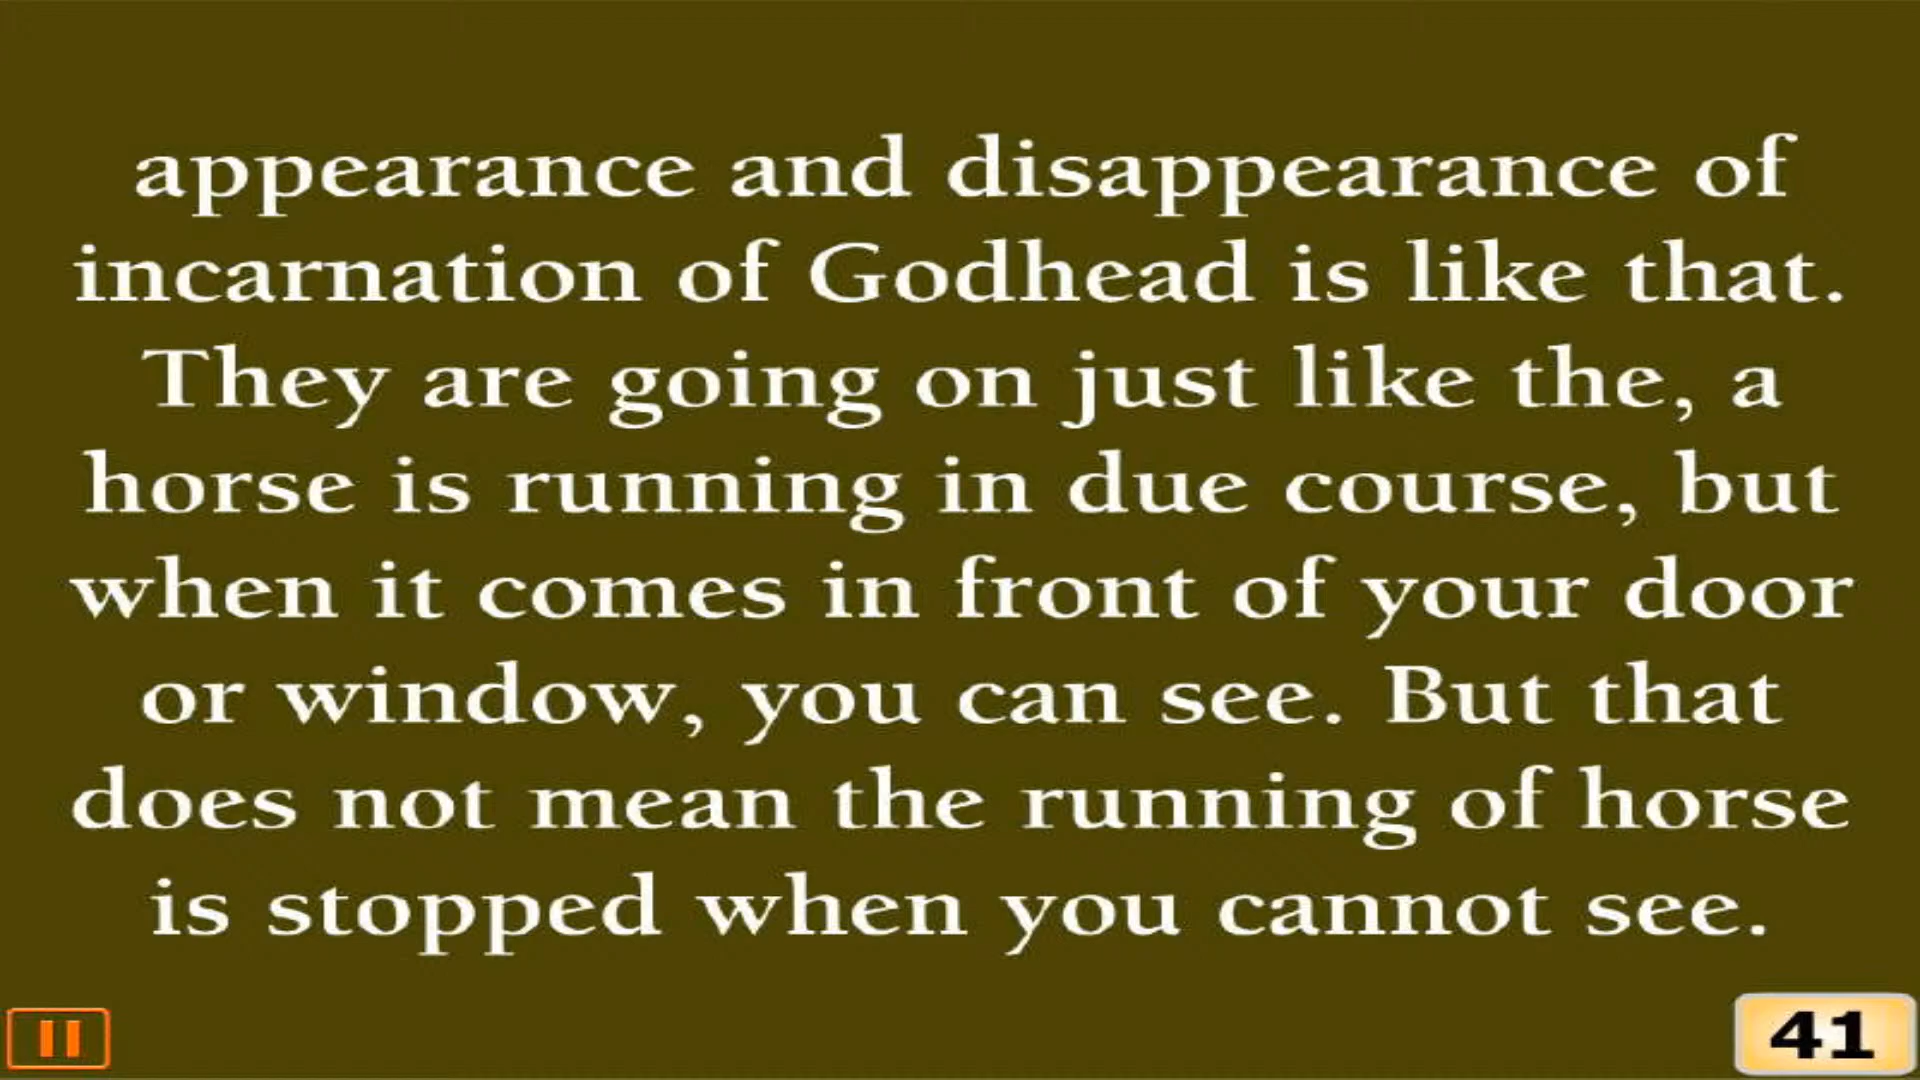 appearance and disappearance of
incarnation of Godhead is like that.
They are going on just like the, a
horse is running in due course, but
when it comes in front of your door
or window, you can see. But that
does not mean the running of horse
is stopped when you cannot see.
41